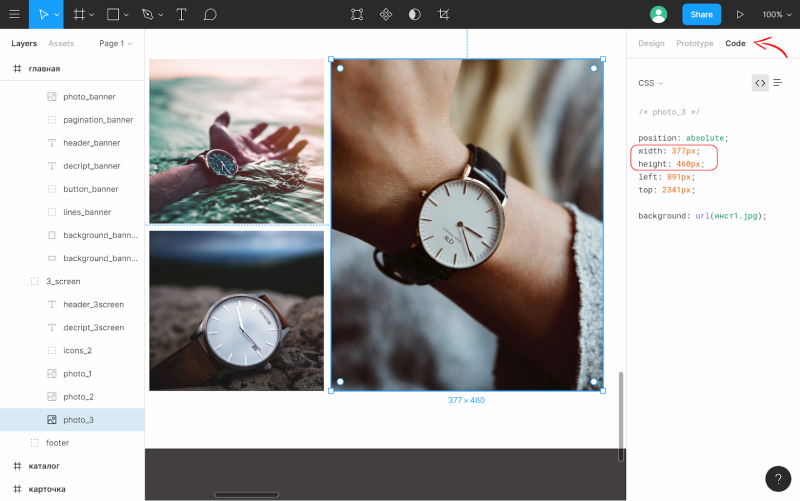 Share
100%
Layers
Assets
Page 1
Design
Prototype
Code
главная
photo_banner
pagination_banner
header_banner
decript_banner
button_banner
lines_banner
background_bann...
background_bann...
3_screen
header_3screen
decript_3screen
icons_2
photo_1
photo_2
photo_3
footer
каталог
карточка
377 × 460
CSS
/* photo_3 */
position: absolute;
width: 377px;
height: 460px;
left: 891px;
top: 2341px;
background: url(инст1.jpg);
?